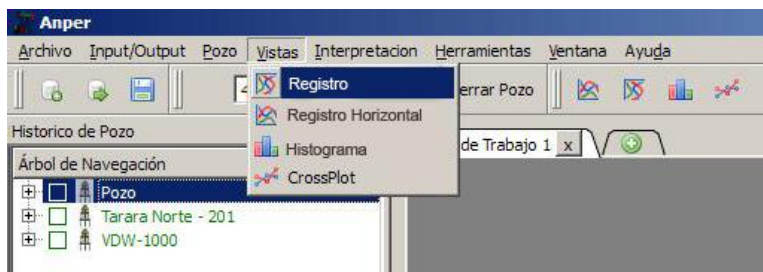 Anper
Archivo Input/Output Pozo Vistas Interpretacion Herramientas Ventana Ayuda
Registro
Pozo
Registro Horizontal
Historico de Pozo
Histograma
de Trabajo 1 x
Árbol de Navegación
CrossPlot
Pozo
Tarara Norte - 201
VDW-1000